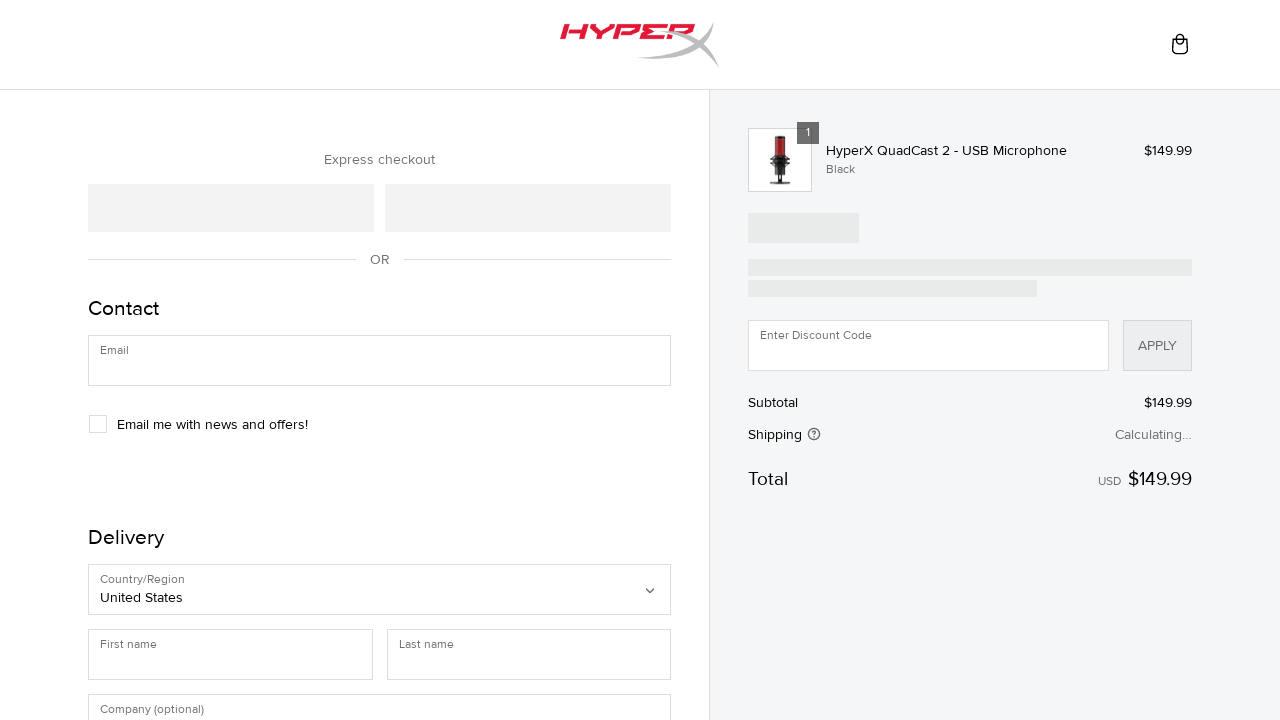 HYPERX
Express checkout
OR
Contact
Email
Email me with news and offers!
Delivery
Country/Region
United States
First name
Last name
Company (optional)
1
HyperX QuadCast 2 - USB Microphone
$149.99
Black
Enter Discount Code
APPLY
Subtotal
$149.99
Shipping
Calculating...
Total
USD $149.99